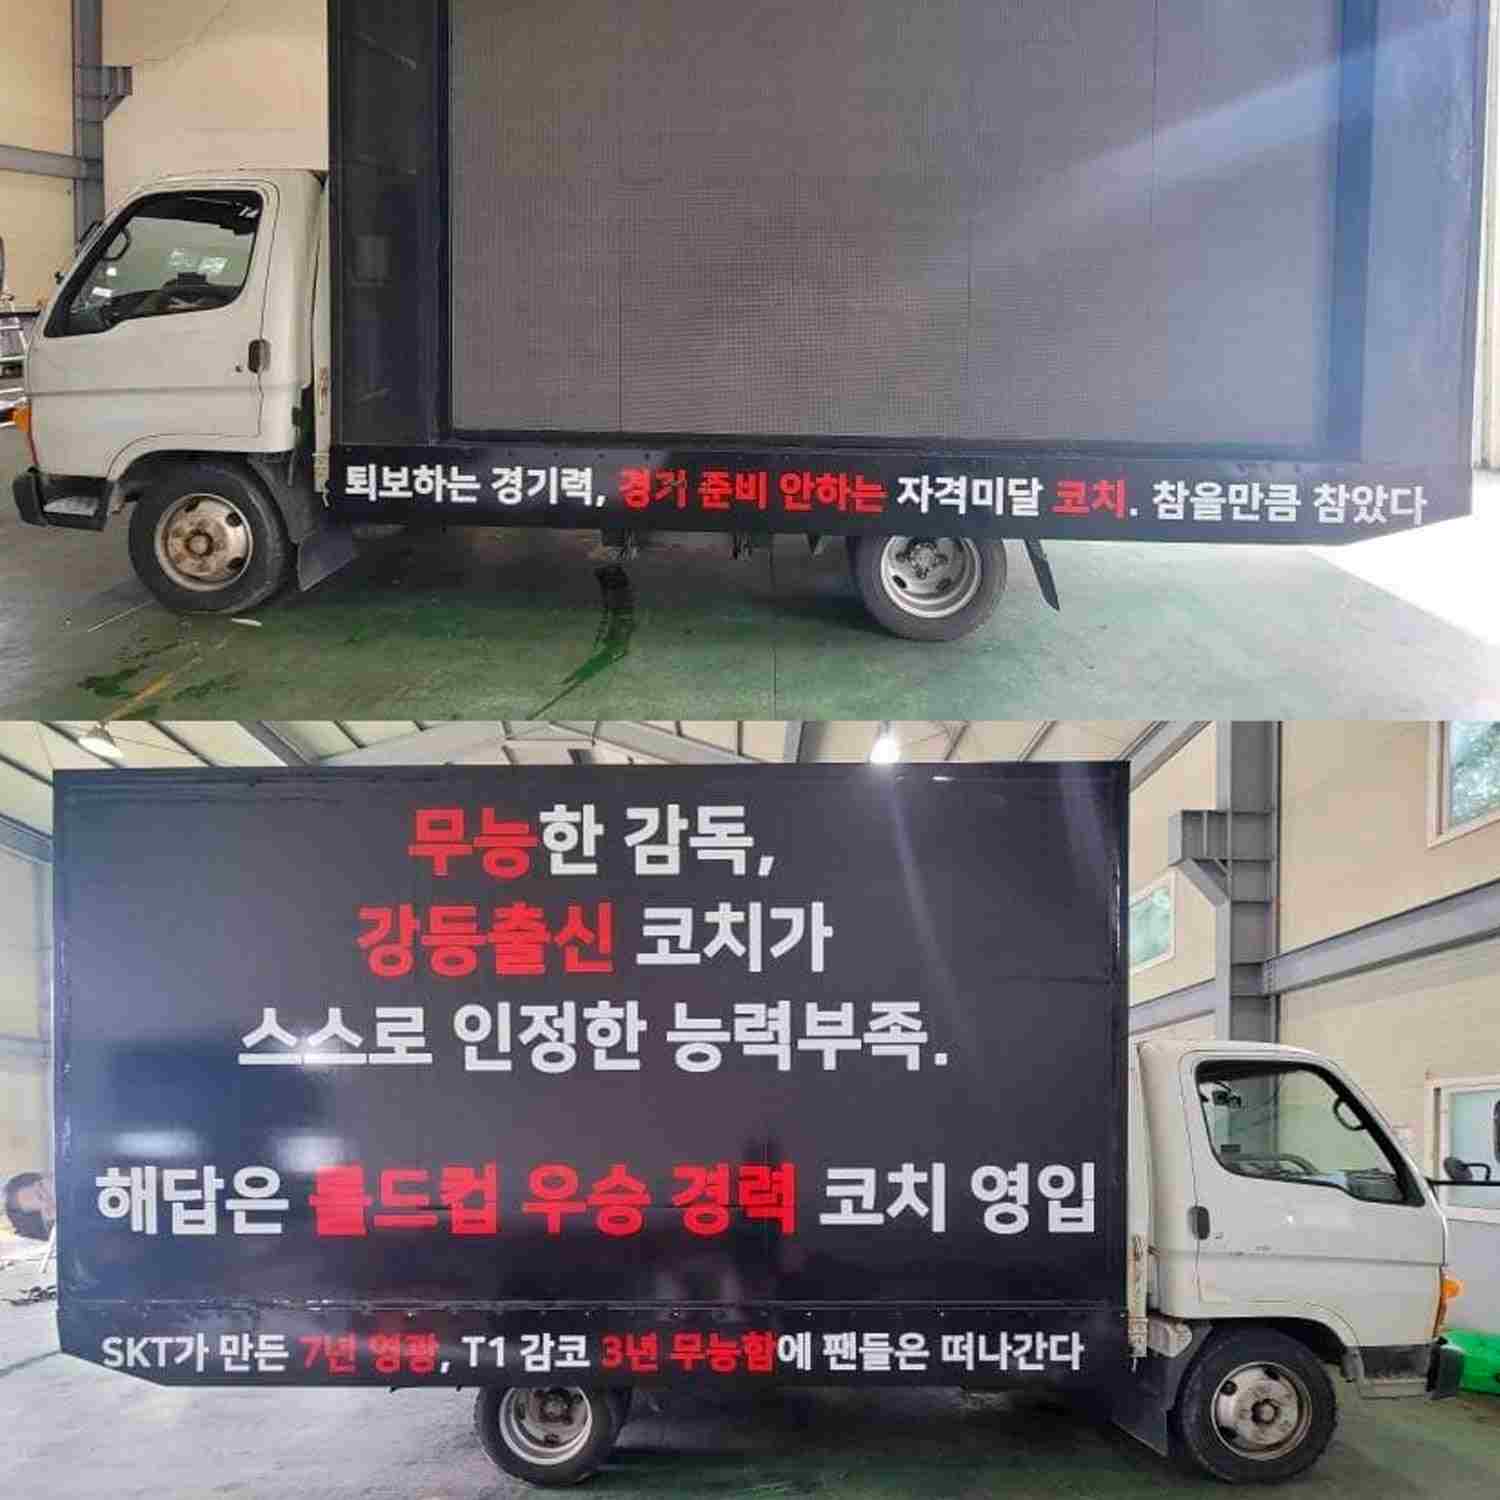 퇴보하는 경기력, 경기 준비 안하는 자격미달 코치. 참을만큼 참았다
무능한 감독,
강등출신 코치가
스스로 인정한 능력부족.
해답은 롤드컵 우승 경력 코치 영입
SKT가 만든 7년 영광, T1 감코 3년 무능함에 팬들은 떠나간다